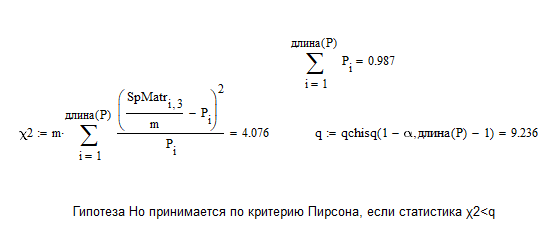 длина(P)
∑ P_i = 0.987
i = 1
длина(P)
χ2 := m· ∑ (SpMatr_{i, 3}/m − P_i)^2 / P_i = 4.076
i = 1
q := qchisq(1 − α, длина(P) − 1) = 9.236
Гипотеза Но принимается по критерию Пирсона, если статистика χ2<q